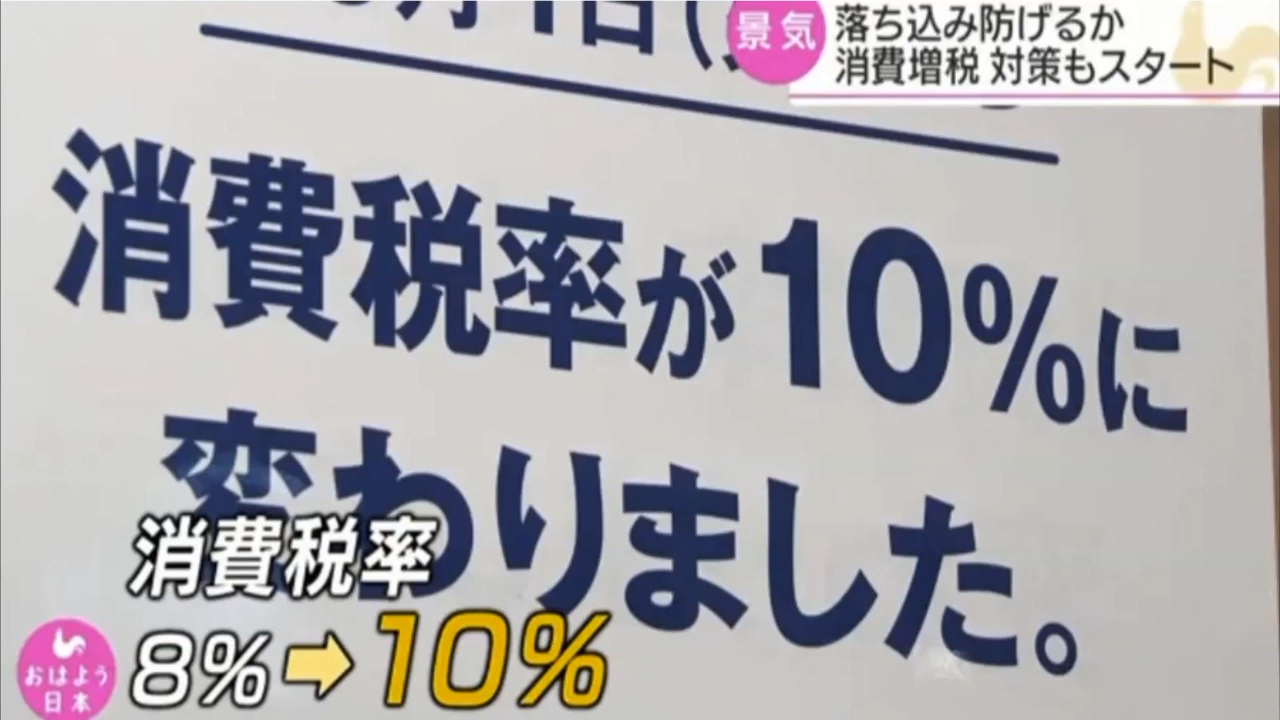 景気
落ち込み防げるか
消費増税 対策もスタート
消費税率が10%に
変わりました。
消費税率
8%➡10%
おはよう
日本